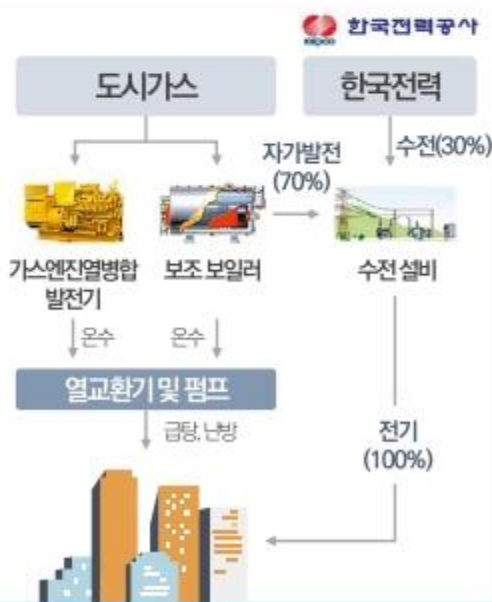 KEPCO 한국전력공사
도시가스
한국전력
자가발전
(70%)
수전(30%)
가스엔진열병합
발전기
보조 보일러
수전 설비
온수
온수
열교환기 및 펌프
급탕, 난방
전기
(100%)